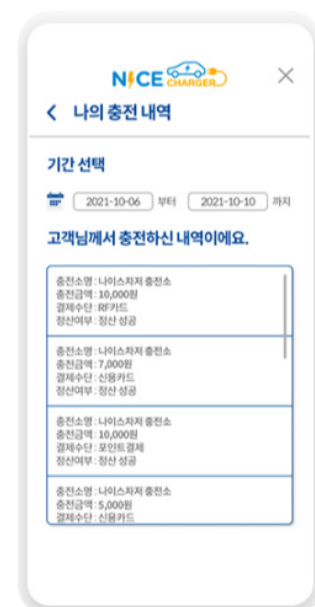 NICE CHARGER
나의 충전 내역
기간 선택
2021-10-06 부터 2021-10-10 까지
고객님께서 충전하신 내역이에요.
충전소명 : 나이스차저 충전소
충전금액 : 10,000원
결제수단 : RF카드
정산여부 : 정산 성공
충전소명 : 나이스차저 충전소
충전금액 : 7,000원
결제수단 : 신용카드
정산여부 : 정산 성공
충전소명 : 나이스차저 충전소
충전금액 : 10,000원
결제수단 : 포인트결제
정산여부 : 정산 성공
충전소명 : 나이스차저 충전소
충전금액 : 5,000원
결제수단 : 신용카드